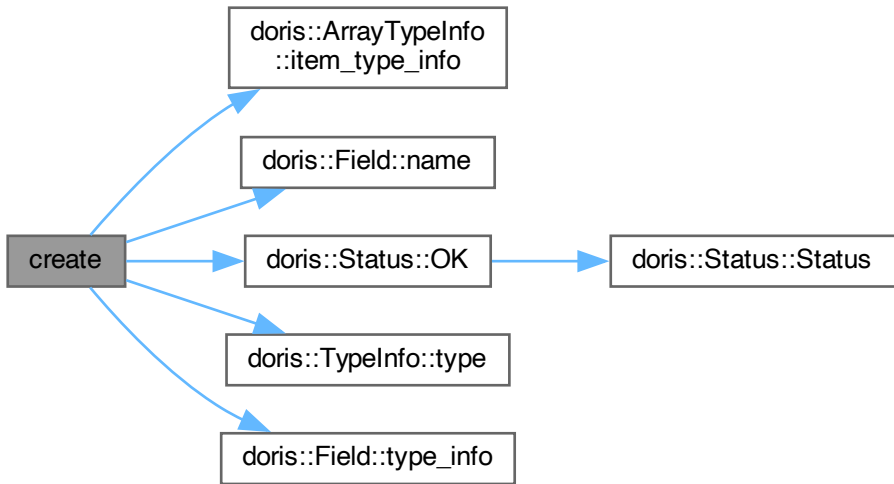 doris::ArrayTypeInfo
::item_type_info
doris::Field::name
create
doris::Status::OK
doris::Status::Status
doris::TypeInfo::type
doris::Field::type_info